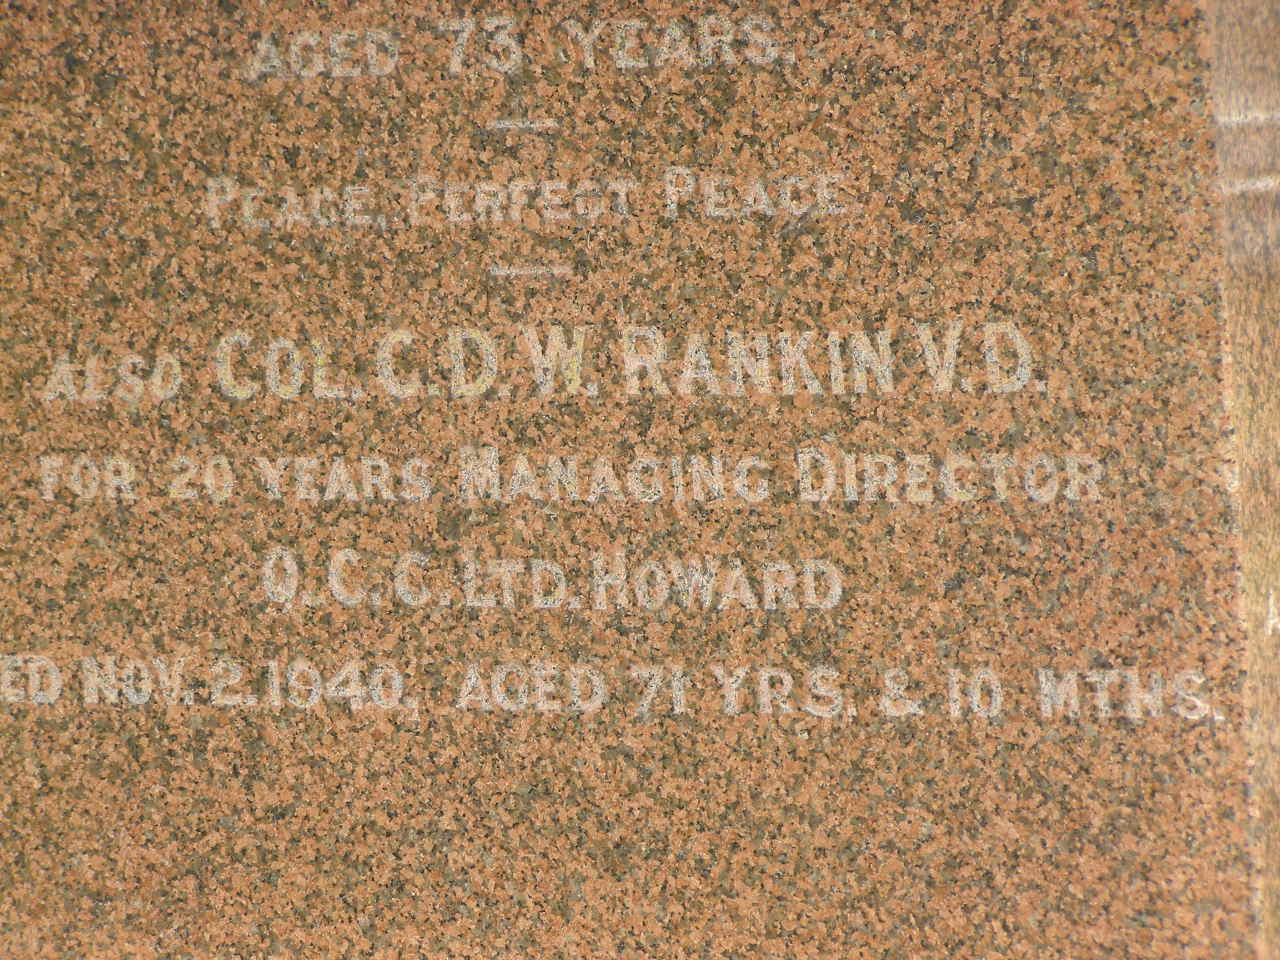 AGED 73 YEARS.
PEACE, PERFECT PEACE
ALSO COL. C.D.W. RANKIN V.D.
FOR 20 YEARS MANAGING DIRECTOR
Q.C.C. LTD. HOWARD
ED NOV. 2. 1940, AGED 71 YRS. & 10 MTHS.